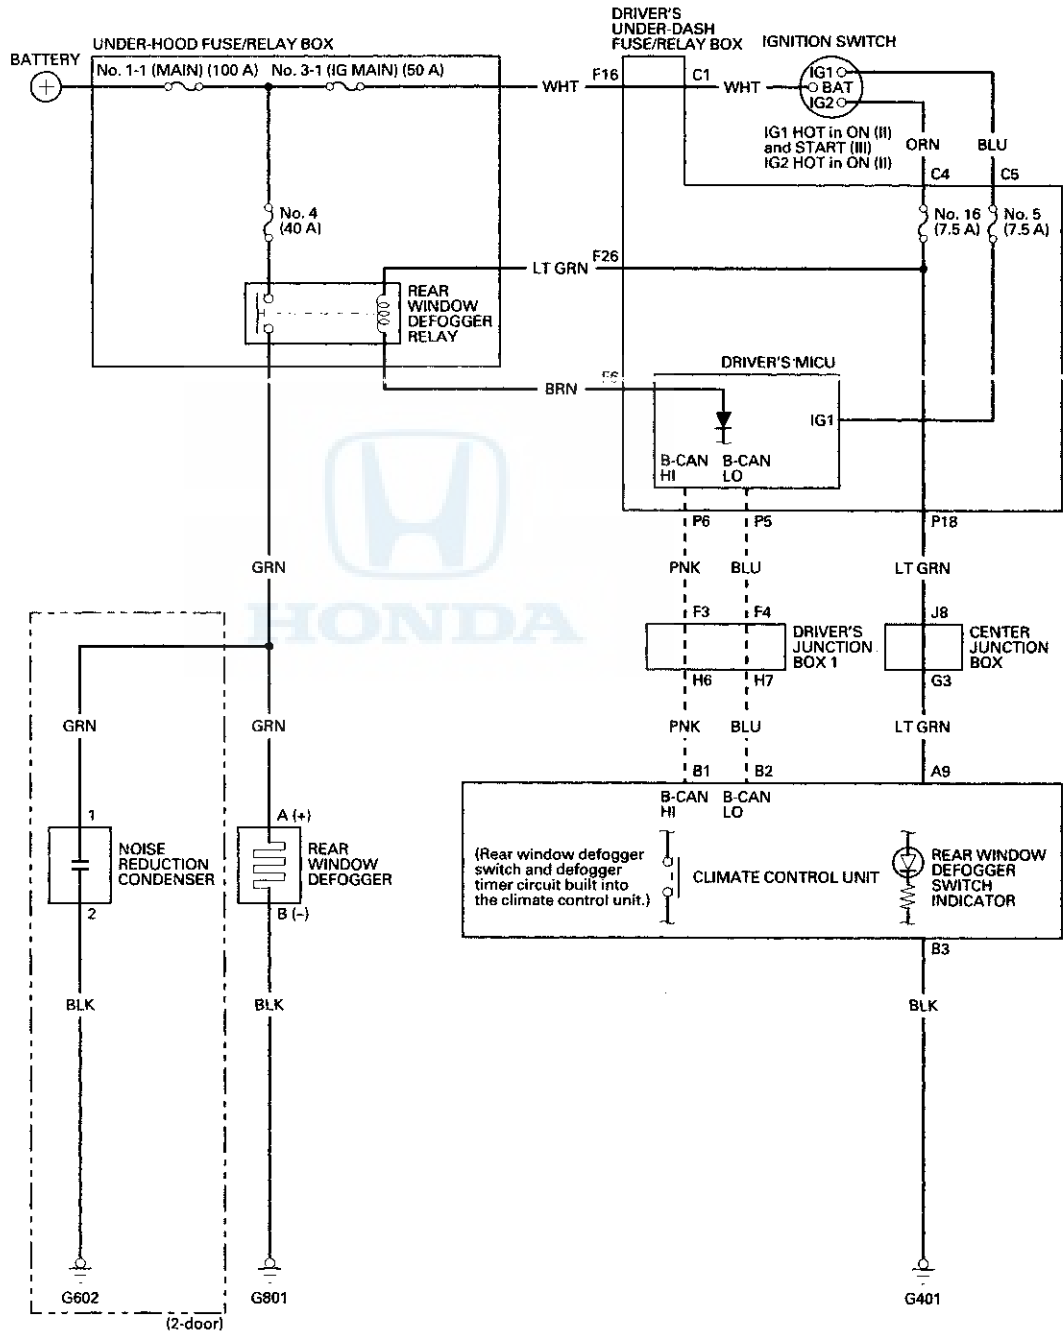 DRIVER'S
UNDER-DASH
FUSE/RELAY BOX
IGNITION SWITCH
UNDER-HOOD FUSE/RELAY BOX
BATTERY
No. 1-1 (MAIN) (100 A)
No. 3-1 (IG MAIN) (50 A)
WHT
F16
C1
WHT
IG1
BAT
IG2
IG1 HOT in ON (II)
and START (III)
IG2 HOT in ON (II)
ORN
BLU
C4
C5
No. 4
(40 A)
No. 16
(7.5 A)
No. 5
(7.5 A)
LT GRN
F26
REAR
WINDOW
DEFOGGER
RELAY
DRIVER'S MICU
BRN
F6
IG1
B-CAN
HI
B-CAN
LO
P6
P5
P18
GRN
PNK
BLU
LT GRN
HONDA
F3
F4
J8
DRIVER'S
JUNCTION
BOX 1
CENTER
JUNCTION
BOX
H6
H7
G3
GRN
GRN
PNK
BLU
LT GRN
B1
B2
A9
B-CAN
HI
B-CAN
LO
1
A (+)
NOISE
REDUCTION
CONDENSER
REAR
WINDOW
DEFOGGER
(Rear window defogger
switch and defogger
timer circuit built into
the climate control unit.)
CLIMATE CONTROL UNIT
REAR WINDOW
DEFOGGER
SWITCH
INDICATOR
2
B (-)
B3
BLK
BLK
BLK
G602
G801
G401
(2-door)